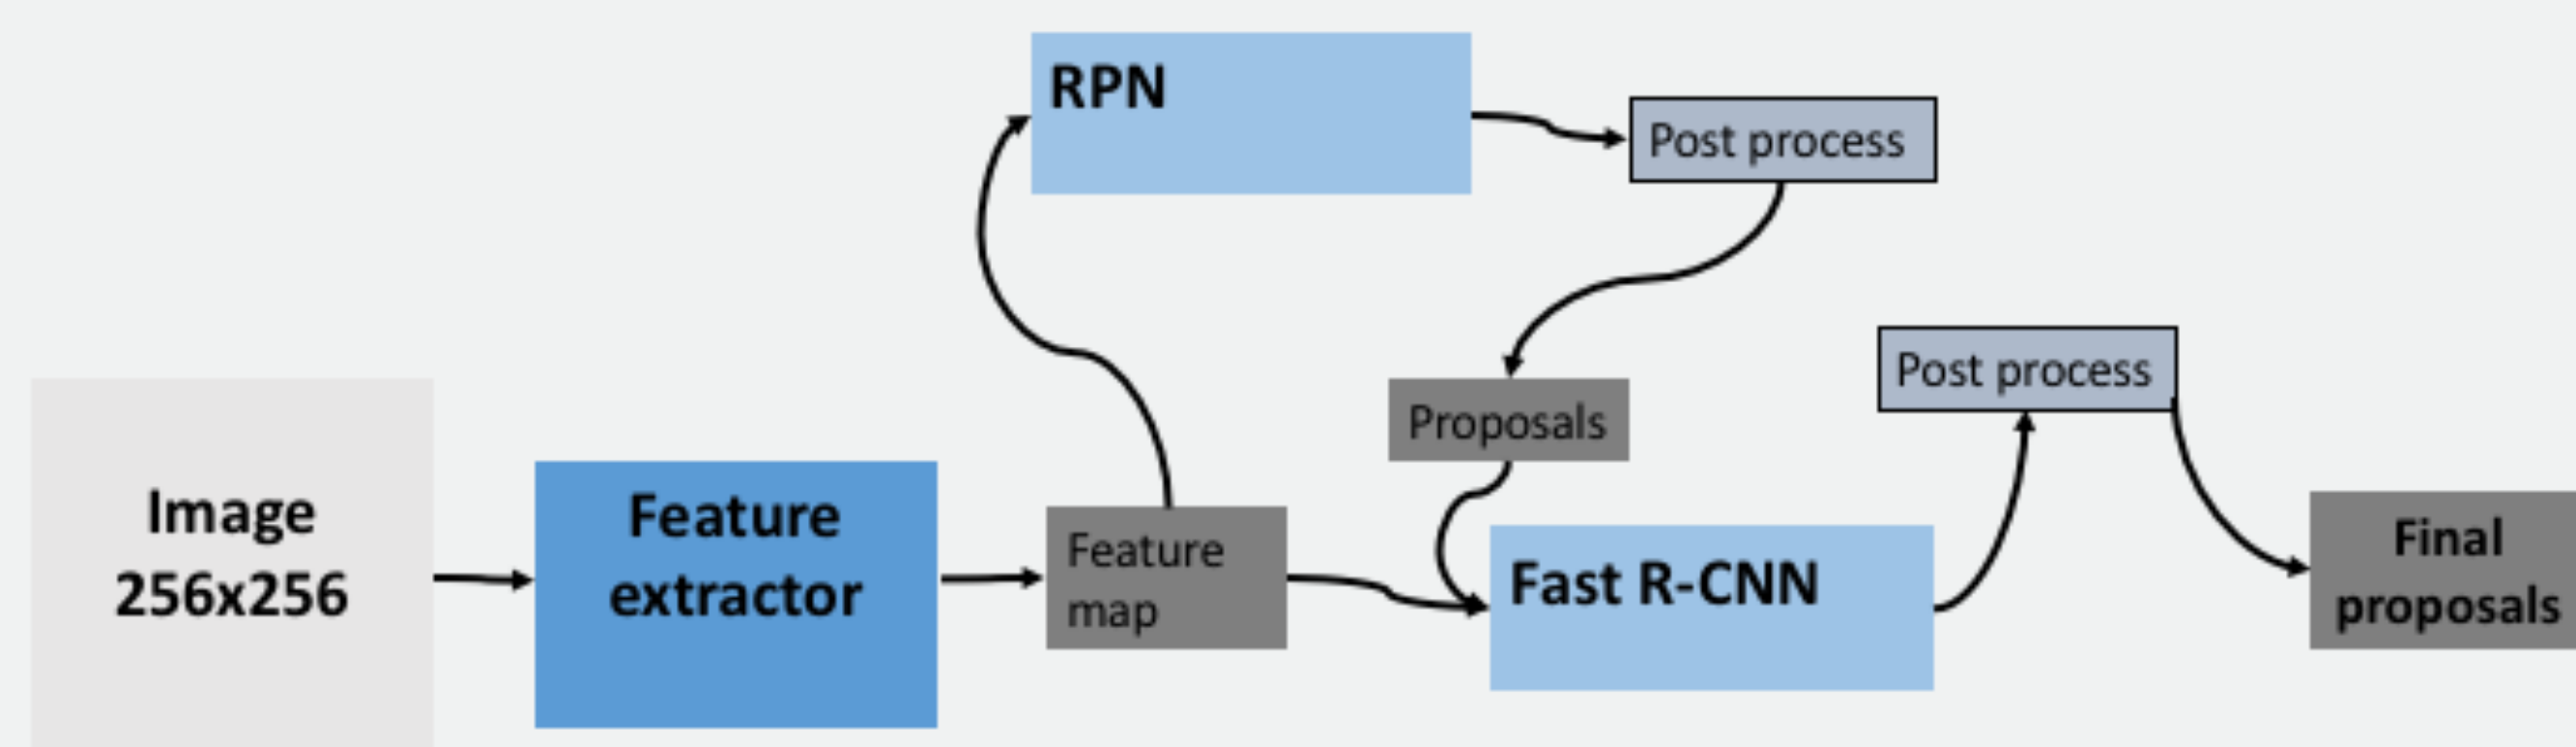 RPN
Post process
Proposals
Post process
Image
256x256
Feature
extractor
Feature
map
Fast R-CNN
Final
proposals